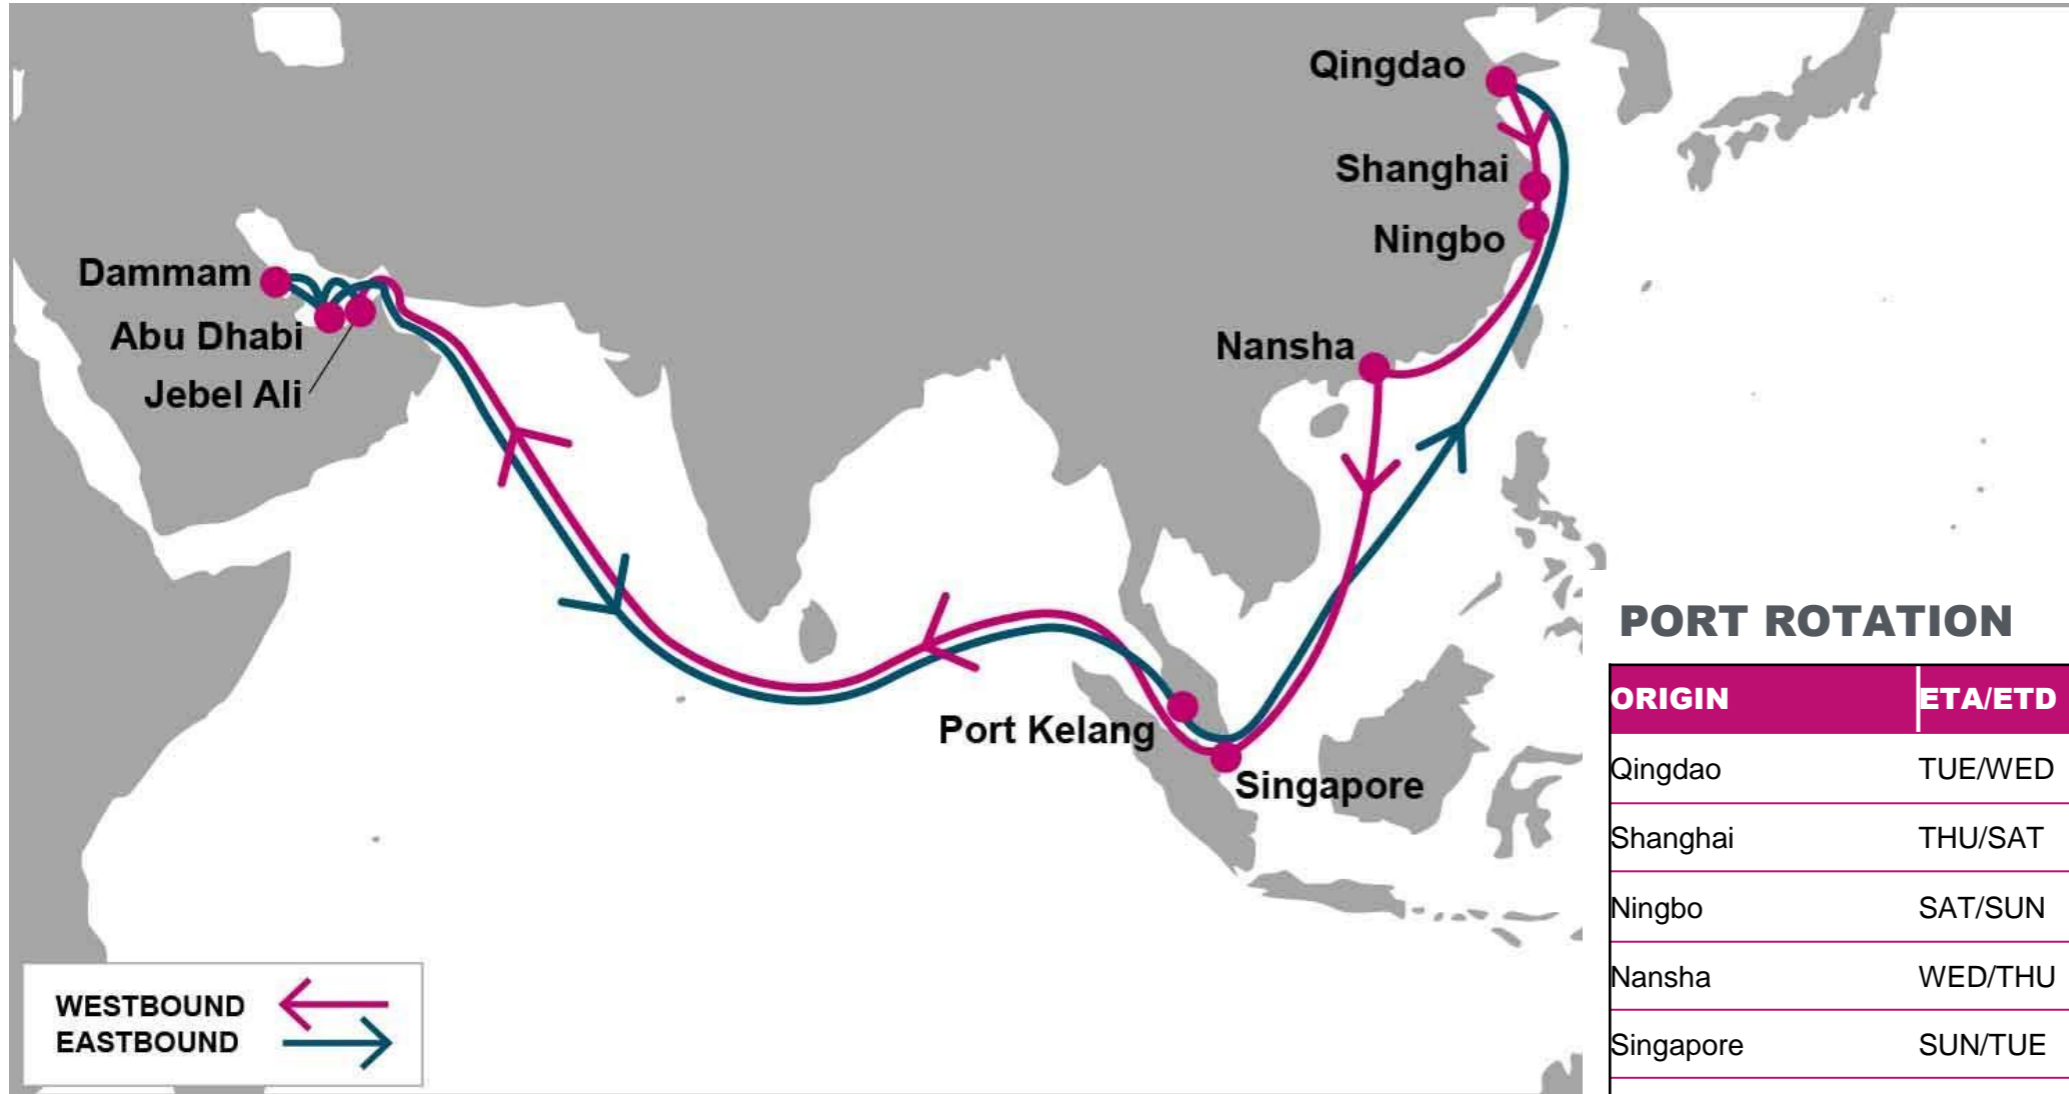 Qingdao
Shanghai
Ningbo
Dammam
Abu Dhabi
Nansha
Jebel Ali
Port Kelang
Singapore
WESTBOUND
EASTBOUND
PORT ROTATION
ORIGIN ETA/ETD
Qingdao TUE/WED
Shanghai THU/SAT
Ningbo SAT/SUN
Nansha WED/THU
Singapore SUN/TUE